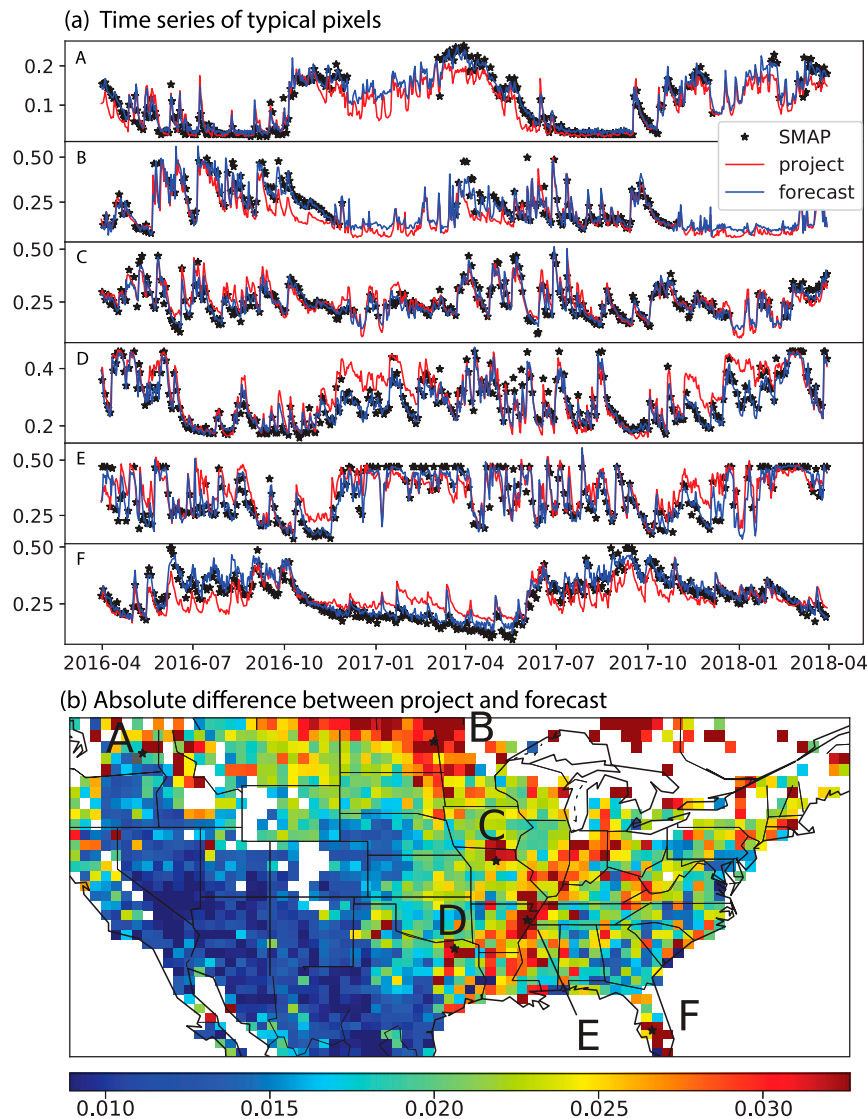 (a) Time series of typical pixels
A
0.2
0.1
SMAP
project
forecast
B
0.50
0.25
C
0.50
0.25
D
0.4
0.2
E
0.50
0.25
F
0.50
0.25
2016-04 2016-07 2016-10 2017-01 2017-04 2017-07 2017-10 2018-01 2018-04
(b) Absolute difference between project and forecast
A
B
C
D
E
F
0.010 0.015 0.020 0.025 0.030